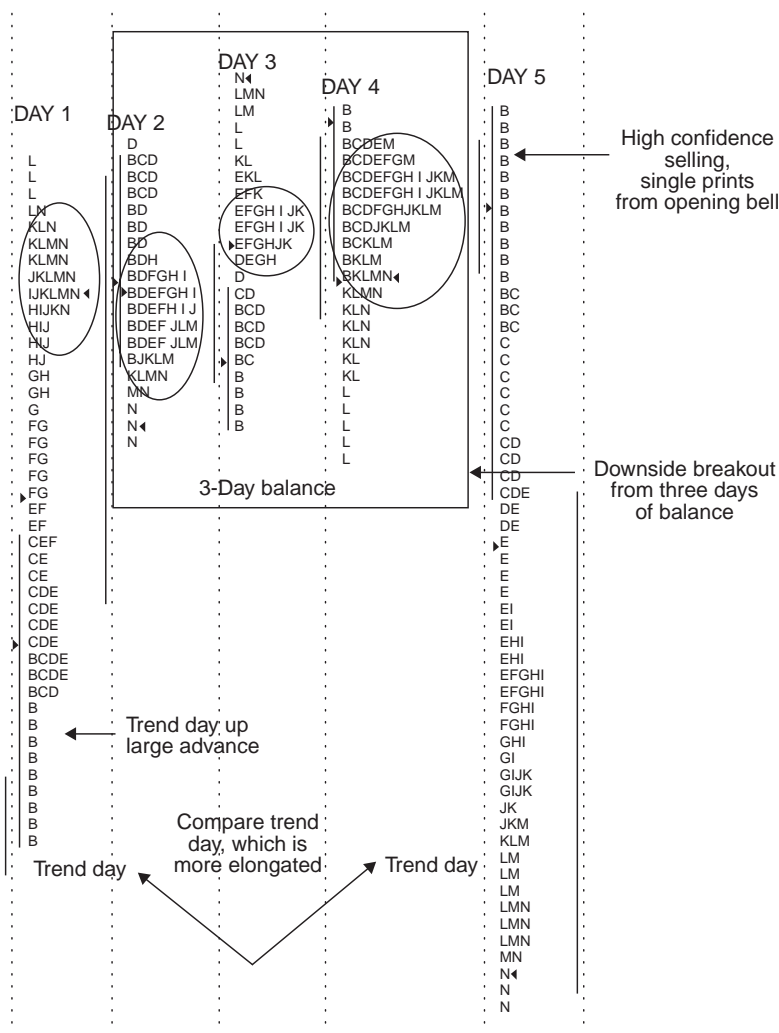 DAY 1
L
L
L
LN
KLN
KLMN
KLMN
JKLMN
IJKLMN
HIJKN
HIJ
HIJ
HJ
GH
GH
G
FG
FG
FG
FG
FG
EF
EF
CEF
CE
CE
CDE
CDE
CDE
CDE
BCDE
BCDE
BCD
B
B
B
B
B
B
B
B
B
Trend day
Trend day up
large advance
DAY 2
D
BCD
BCD
BCD
BD
BD
BD
BDH
BDFGH I
BDEFGH I
BDEFH I J
BDEF JLM
BDEF JLM
BJKLM
KLMN
MN
N
N
N
DAY 3
N
LMN
LM
L
L
KL
EKL
EFK
EFGH I JK
EFGH I JK
EFGHJK
DEGH
D
CD
BCD
BCD
BCD
BC
B
B
B
B
DAY 4
B
B
BCDEM
BCDEFGM
BCDEFGH I JKM
BCDEFGH I JKLM
BCDFGHJKLM
BCDJKLM
BCKLM
BKLM
BKLMN
KLMN
KLN
KLN
KLN
KL
KL
L
L
L
L
L
3-Day balance
Compare trend
day, which is
more elongated
Trend day
DAY 5
B
B
B
B
B
B
B
B
B
B
B
BC
BC
BC
C
C
C
C
C
C
CD
CD
CD
CDE
DE
DE
E
E
E
E
EI
EI
EHI
EHI
EFGHI
EFGHI
FGHI
FGHI
GHI
GI
GIJK
GIJK
JK
JKM
KLM
LM
LM
LM
LMN
LMN
LMN
MN
N
N
N
High confidence
selling,
single prints
from opening bell
Downside breakout
from three days
of balance